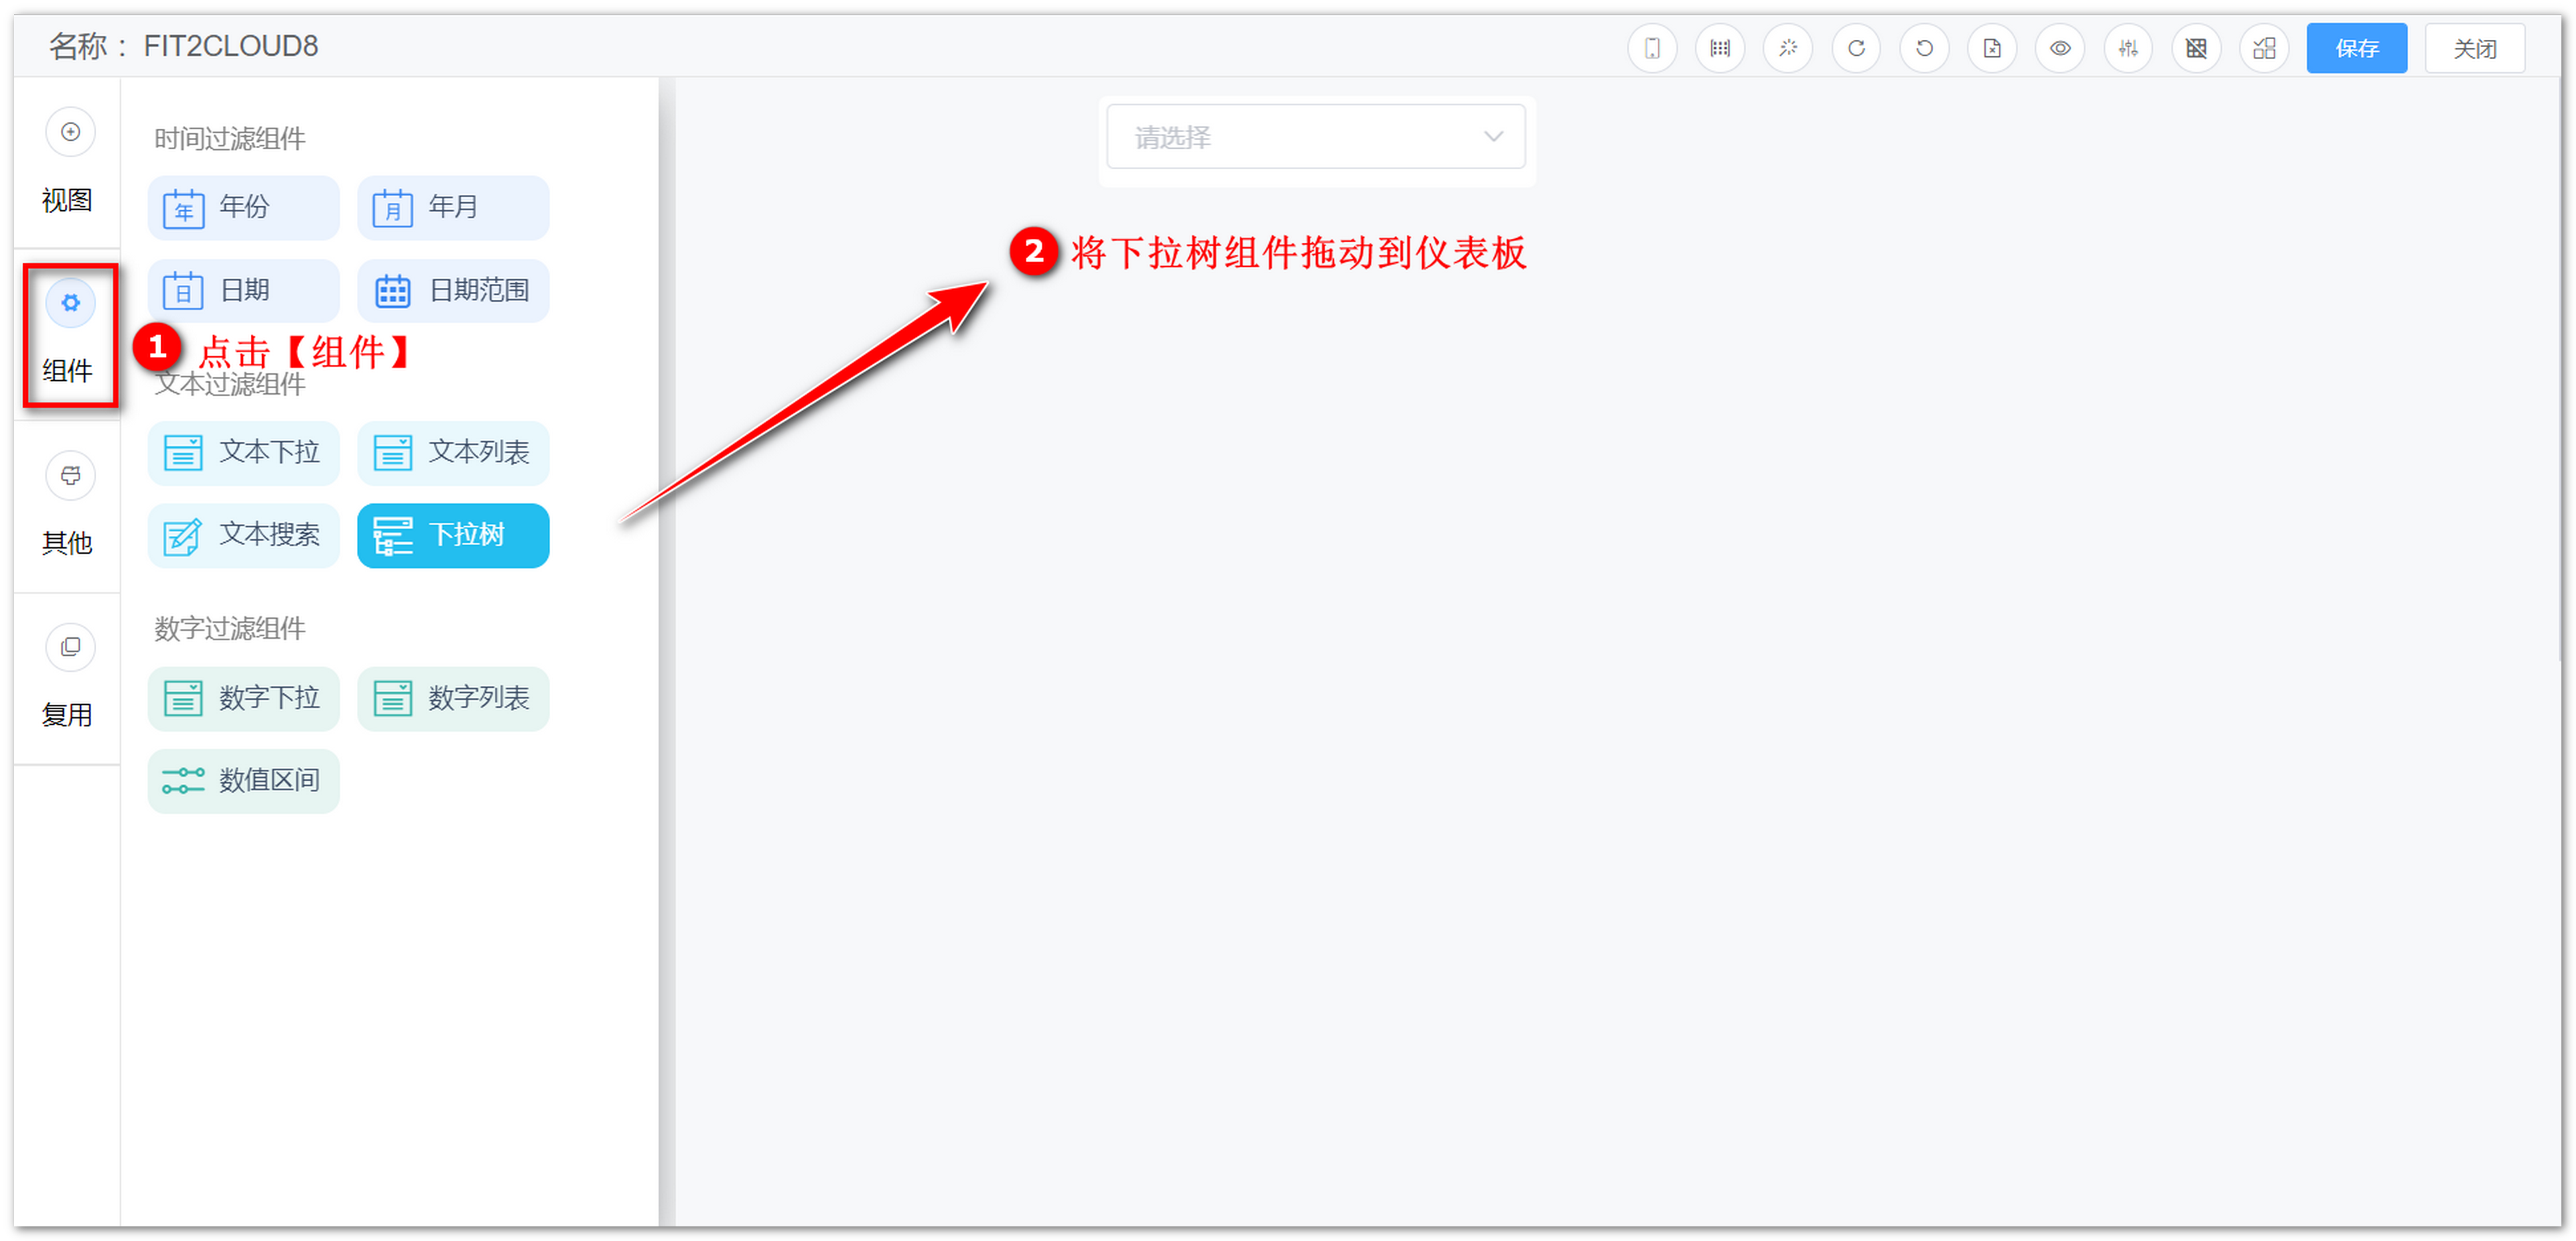 名称： FIT2CLOUD8
保存
关闭
视图
组件
其他
复用
时间过滤组件
年 年份
月 年月
日 日期
日期范围
1 点击【组件】
文本过滤组件
文本下拉
文本列表
文本搜索
下拉树
数字过滤组件
数字下拉
数字列表
数值区间
请选择
2 将下拉树组件拖动到仪表板